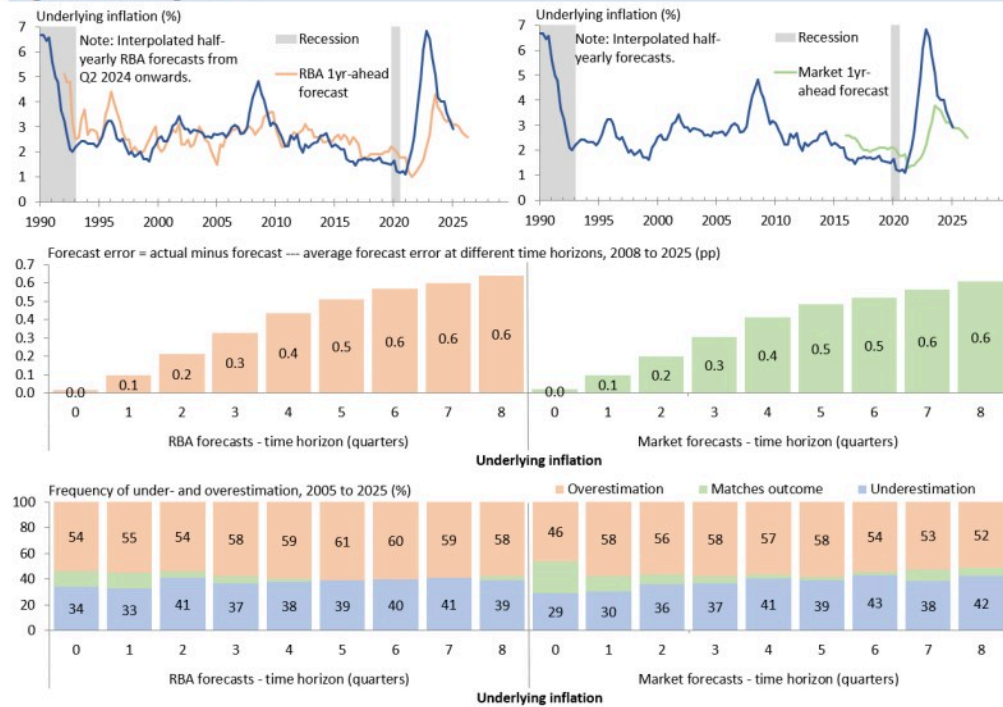 Underlying inflation (%)
Note: Interpolated half-
yearly RBA forecasts from
Q2 2024 onwards.
Recession
RBA 1yr-ahead
forecast
7
6
5
4
3
2
1
0
1990 1995 2000 2005 2010 2015 2020 2025
Underlying inflation (%)
Note: Interpolated half-
yearly forecasts.
Recession
Market 1yr-
ahead forecast
7
6
5
4
3
2
1
0
1990 1995 2000 2005 2010 2015 2020 2025
Forecast error = actual minus forecast --- average forecast error at different time horizons, 2008 to 2025 (pp)
0.7
0.6
0.5
0.4
0.3
0.2
0.1
0.0
0.0 0.1 0.2 0.3 0.4 0.5 0.6 0.6 0.6
0 1 2 3 4 5 6 7 8
RBA forecasts - time horizon (quarters)
0.0 0.1 0.2 0.3 0.4 0.5 0.5 0.6 0.6
0 1 2 3 4 5 6 7 8
Market forecasts - time horizon (quarters)
Underlying inflation
Frequency of under- and overestimation, 2005 to 2025 (%)
Overestimation Matches outcome Underestimation
100
80
60
40
20
0
54 55 54 58 59 61 60 59 58
34 33 41 37 38 39 40 41 39
0 1 2 3 4 5 6 7 8
RBA forecasts - time horizon (quarters)
46 58 56 58 57 58 54 53 52
29 30 36 37 41 39 43 38 42
0 1 2 3 4 5 6 7 8
Market forecasts - time horizon (quarters)
Underlying inflation